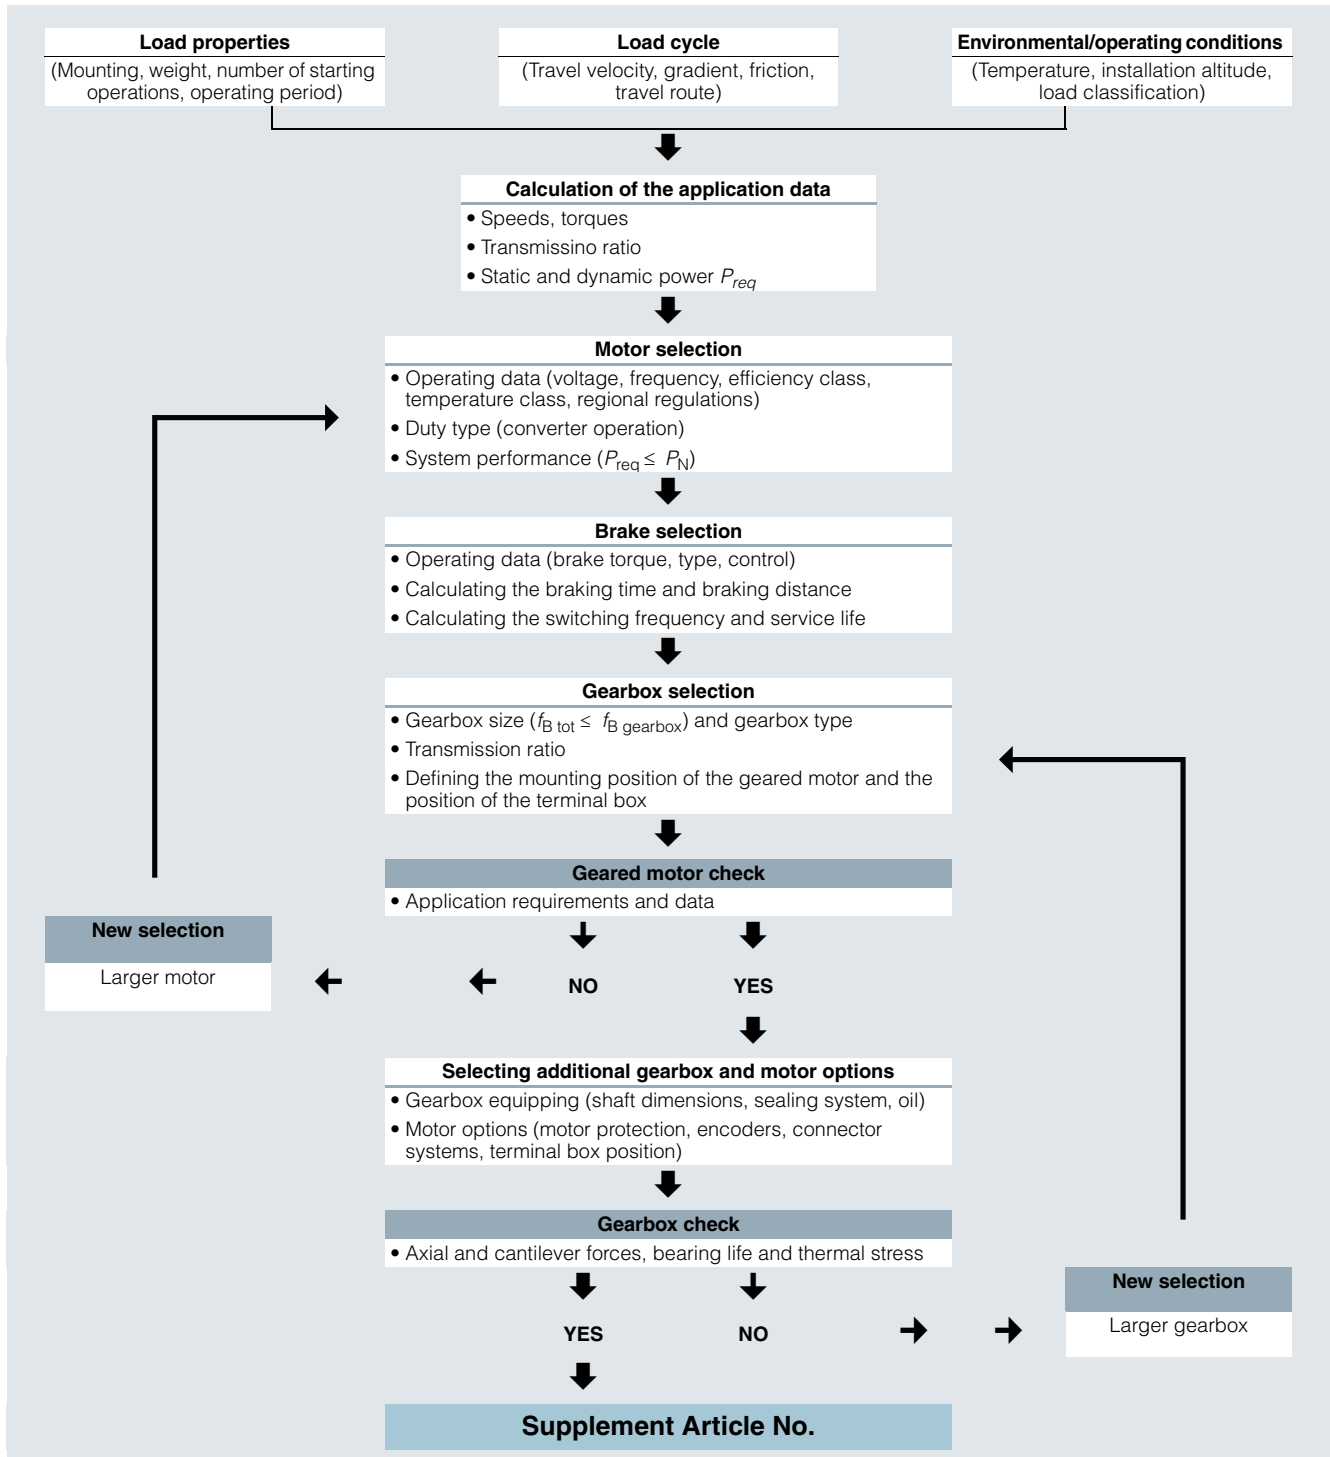 Load properties
(Mounting, weight, number of starting
operations, operating period)
Load cycle
(Travel velocity, gradient, friction,
travel route)
Environmental/operating conditions
(Temperature, installation altitude,
load classification)
Calculation of the application data
• Speeds, torques
• Transmissino ratio
• Static and dynamic power Preq
Motor selection
• Operating data (voltage, frequency, efficiency class,
temperature class, regional regulations)
• Duty type (converter operation)
• System performance (Preq ≤ PN)
Brake selection
• Operating data (brake torque, type, control)
• Calculating the braking time and braking distance
• Calculating the switching frequency and service life
Gearbox selection
• Gearbox size (fB tot ≤ fB gearbox) and gearbox type
• Transmission ratio
• Defining the mounting position of the geared motor and the
position of the terminal box
Geared motor check
• Application requirements and data
New selection
Larger motor
NO
YES
Selecting additional gearbox and motor options
• Gearbox equipping (shaft dimensions, sealing system, oil)
• Motor options (motor protection, encoders, connector
systems, terminal box position)
Gearbox check
• Axial and cantilever forces, bearing life and thermal stress
YES
NO
New selection
Larger gearbox
Supplement Article No.